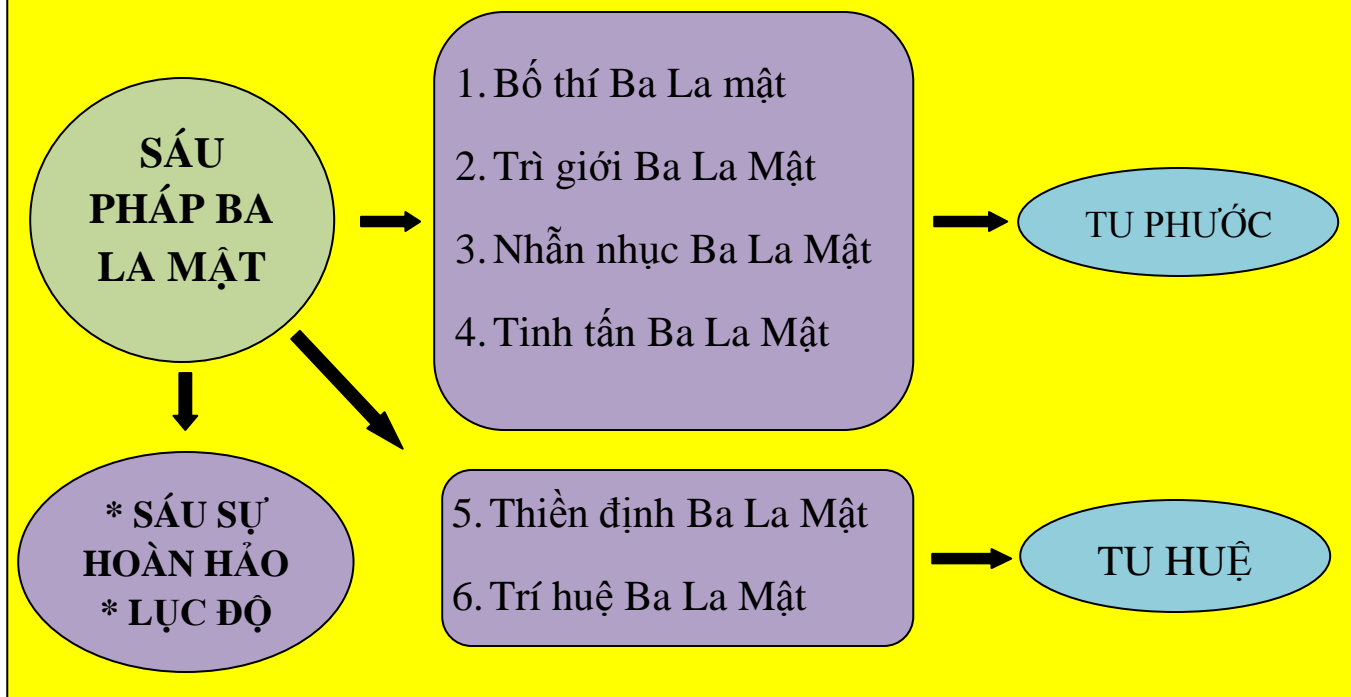 SÁU
PHÁP BA
LA MẬT
1. Bố thí Ba La mật
2. Trì giới Ba La Mật
3. Nhẫn nhục Ba La Mật
4. Tinh tấn Ba La Mật
TU PHƯỚC
* SÁU SỰ
HOÀN HẢO
* LỤC ĐỘ
5. Thiền định Ba La Mật
6. Trí huệ Ba La Mật
TU HUỆ